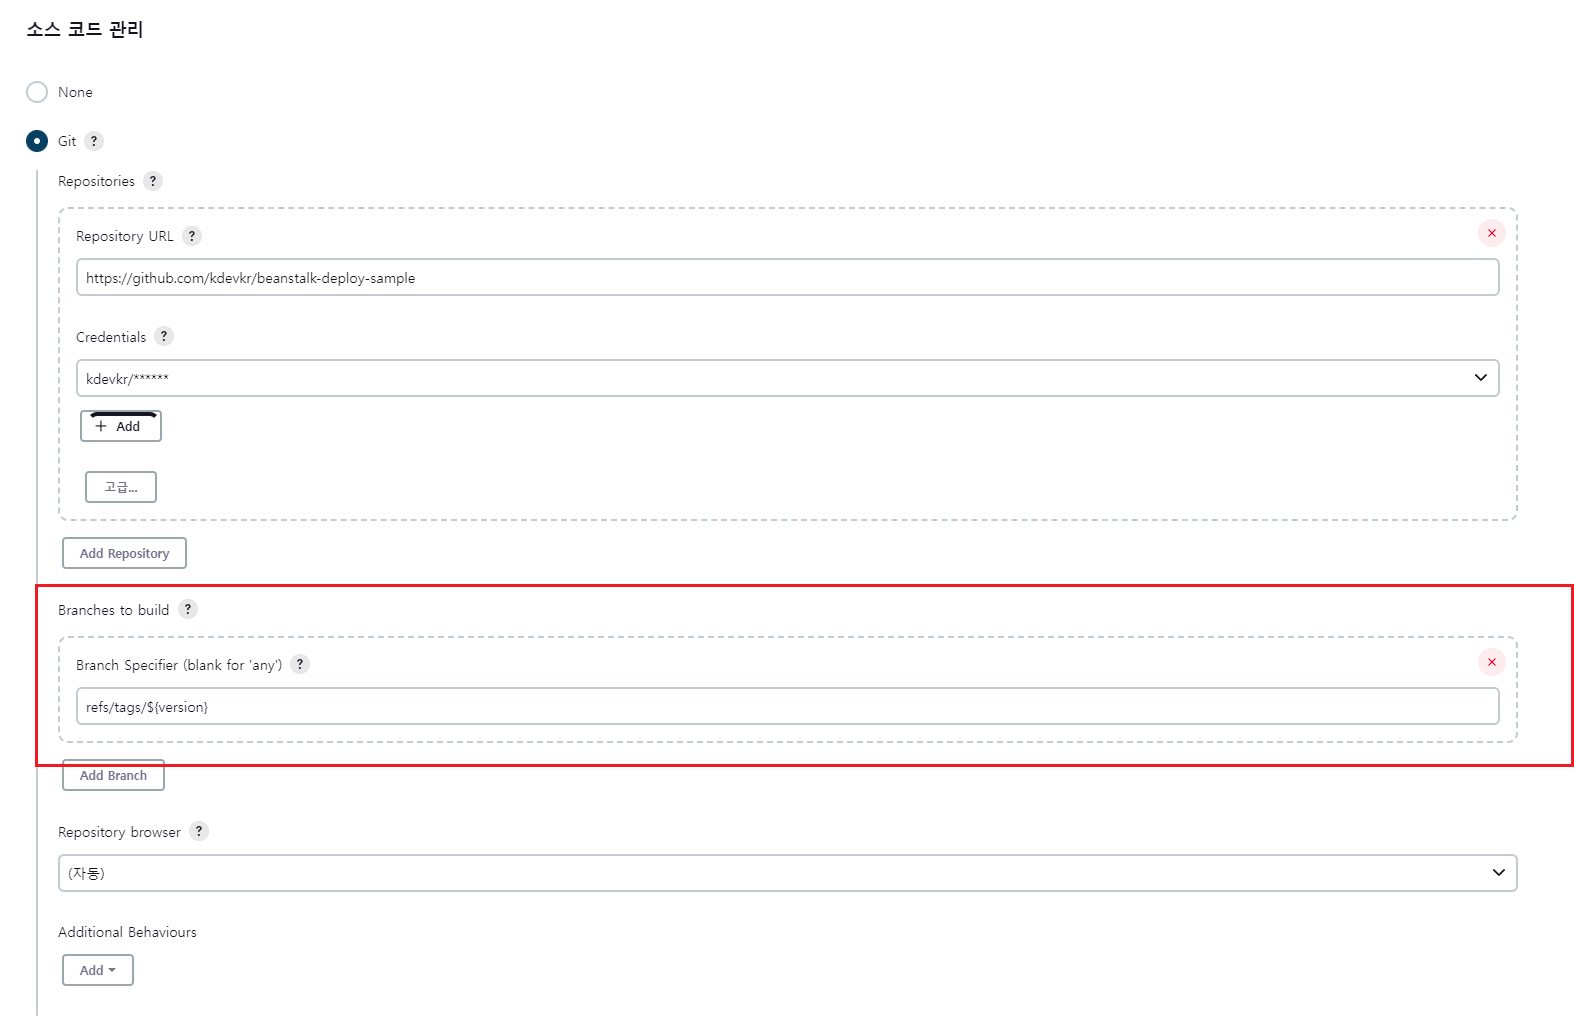 소스 코드 관리
None
Git ?
Repositories ?
Repository URL ?
https://github.com/kdevkr/beanstalk-deploy-sample
Credentials ?
kdevkr/******
+ Add
고급...
Add Repository
Branches to build ?
Branch Specifier (blank for 'any') ?
refs/tags/${version}
Add Branch
Repository browser ?
(자동)
Additional Behaviours
Add